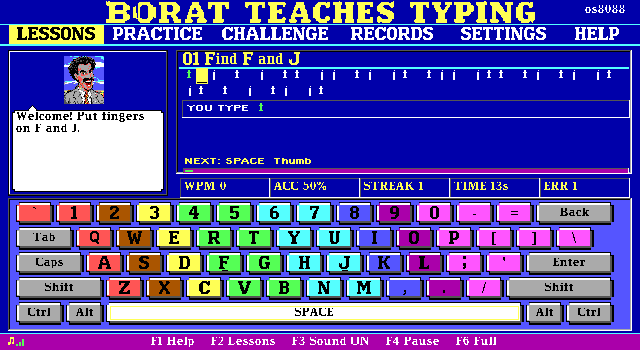 BORAT TEACHES TYPING
os8088
LESSONS PRACTICE CHALLENGE RECORDS SETTINGS HELP
Welcome! Put fingers
on F and J.
01 Find F and J
YOU TYPE f
NEXT: SPACE Thumb
WPM 0 ACC 50% STREAK 1 TIME 13s ERR 1
` 1 2 3 4 5 6 7 8 9 0 - = Back
Tab Q W E R T Y U I O P [ ] \
Caps A S D F G H J K L ; ' Enter
Shift Z X C V B N M , . / Shift
Ctrl Alt SPACE Alt Ctrl
F1 Help F2 Lessons F3 Sound ON F4 Pause F6 Full